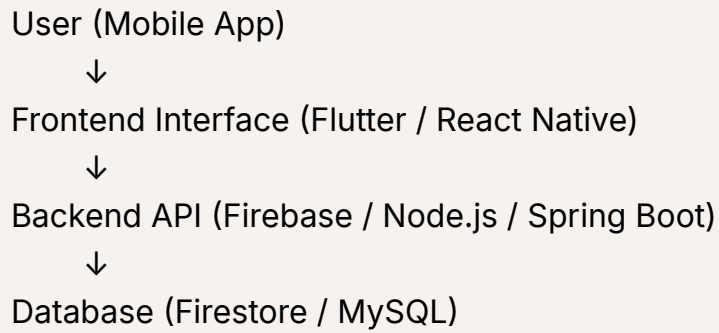 User (Mobile App)
↓
Frontend Interface (Flutter / React Native)
↓
Backend API (Firebase / Node.js / Spring Boot)
↓
Database (Firestore / MySQL)